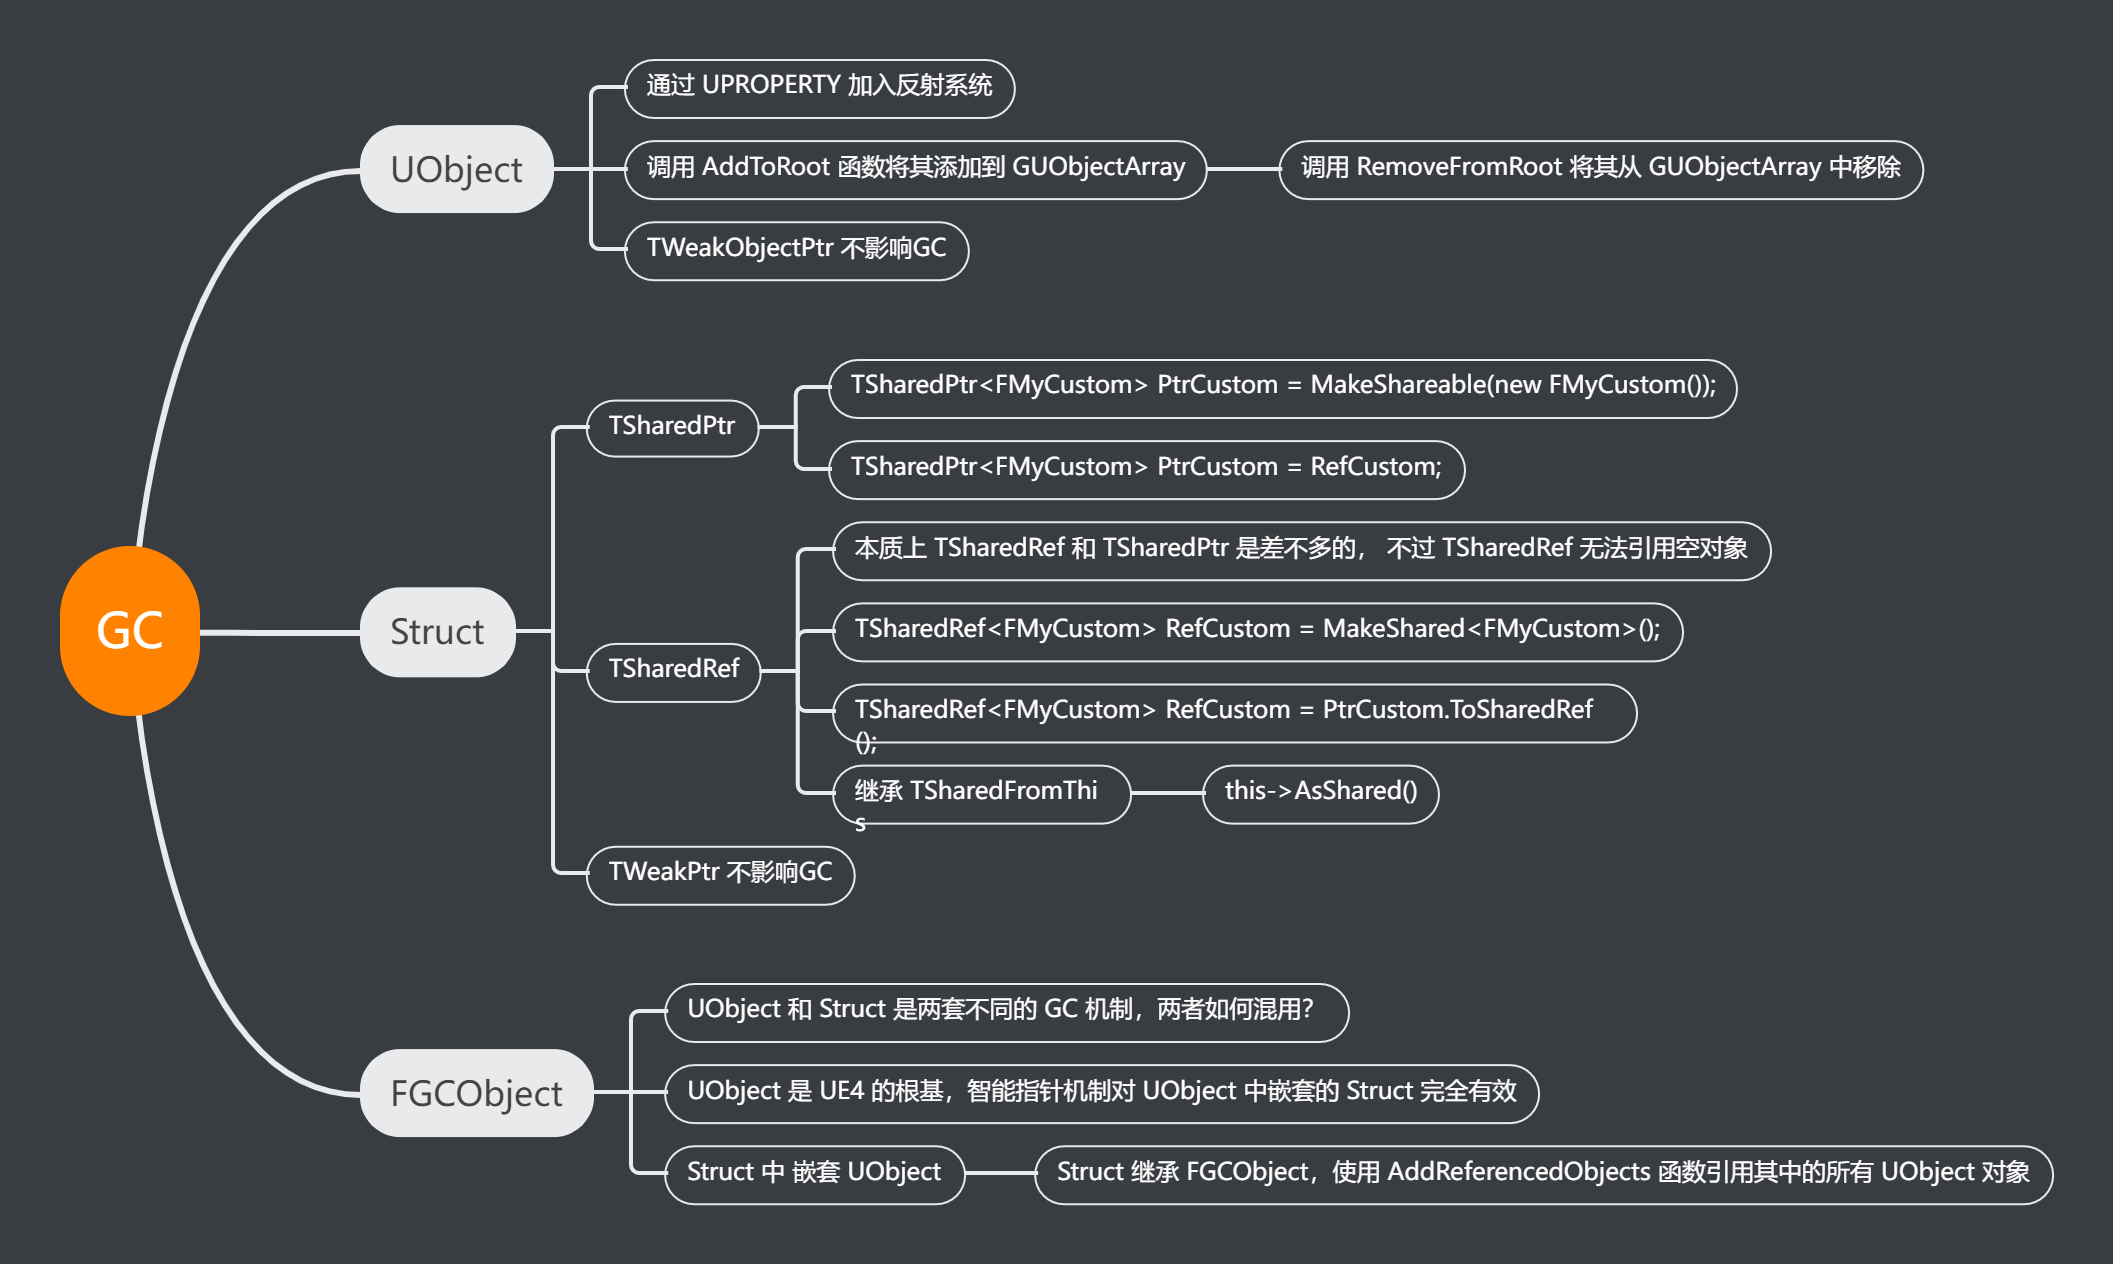 GC
UObject
通过 UPROPERTY 加入反射系统
调用 AddToRoot 函数将其添加到 GUObjectArray
调用 RemoveFromRoot 将其从 GUObjectArray 中移除
TWeakObjectPtr 不影响GC
Struct
TSharedPtr
TSharedPtr<FMyCustom> PtrCustom = MakeShareable(new FMyCustom());
TSharedPtr<FMyCustom> PtrCustom = RefCustom;
TSharedRef
本质上 TSharedRef 和 TSharedPtr 是差不多的， 不过 TSharedRef 无法引用空对象
TSharedRef<FMyCustom> RefCustom = MakeShared<FMyCustom>();
TSharedRef<FMyCustom> RefCustom = PtrCustom.ToSharedRef
();
继承 TSharedFromThi
s
this->AsShared()
TWeakPtr 不影响GC
FGCObject
UObject 和 Struct 是两套不同的 GC 机制，两者如何混用？
UObject 是 UE4 的根基，智能指针机制对 UObject 中嵌套的 Struct 完全有效
Struct 中 嵌套 UObject
Struct 继承 FGCObject，使用 AddReferencedObjects 函数引用其中的所有 UObject 对象